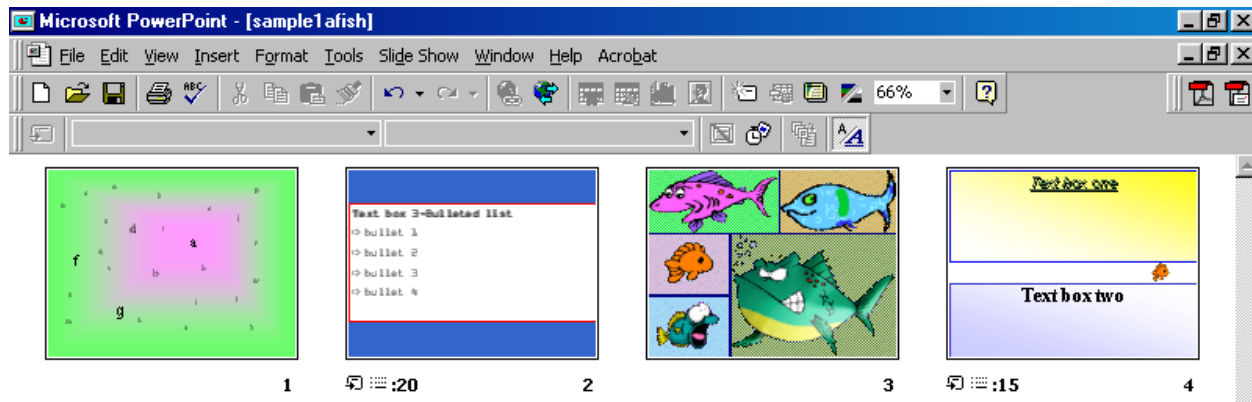 Microsoft PowerPoint - [sample1afish]
File Edit View Insert Format Tools Slide Show Window Help Acrobat
ABC 66% ?
A A
f d a g b
Text box 3-Bulleted list
bullet 1
bullet 2
bullet 3
bullet 4
Text box one
Text box two
1 :20 2 3 :15 4